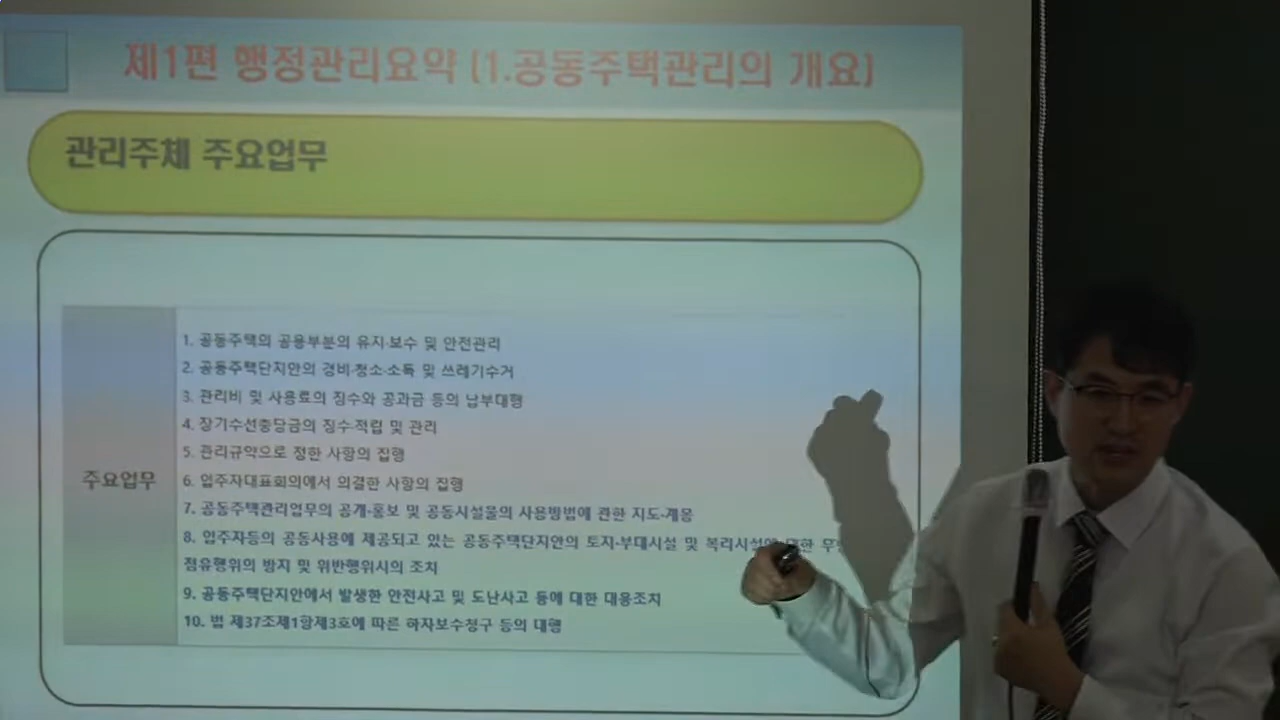 제1편 행정관리요약 (1.공동주택관리의 개요)
관리주체 주요업무
주요업무
1. 공동주택의 공용부분의 유지·보수 및 안전관리
2. 공동주택단지안의 경비·청소·소독 및 쓰레기수거
3. 관리비 및 사용료의 징수와 공과금 등의 납부대행
4. 장기수선충당금의 징수·적립 및 관리
5. 관리규약으로 정한 사항의 집행
6. 입주자대표회의에서 의결한 사항의 집행
7. 공동주택관리업무의 공개·홍보 및 공동시설물의 사용방법에 관한 지도·계몽
8. 입주자등의 공동사용에 제공되고 있는 공동주택단지안의 토지·부대시설 및 복리시설에 대한
점유행위의 방지 및 위반행위시의 조치
9. 공동주택단지안에서 발생한 안전사고 및 도난사고 등에 대한 대응조치
10. 법 제37조제1항제3호에 따른 하자보수청구 등의 대행